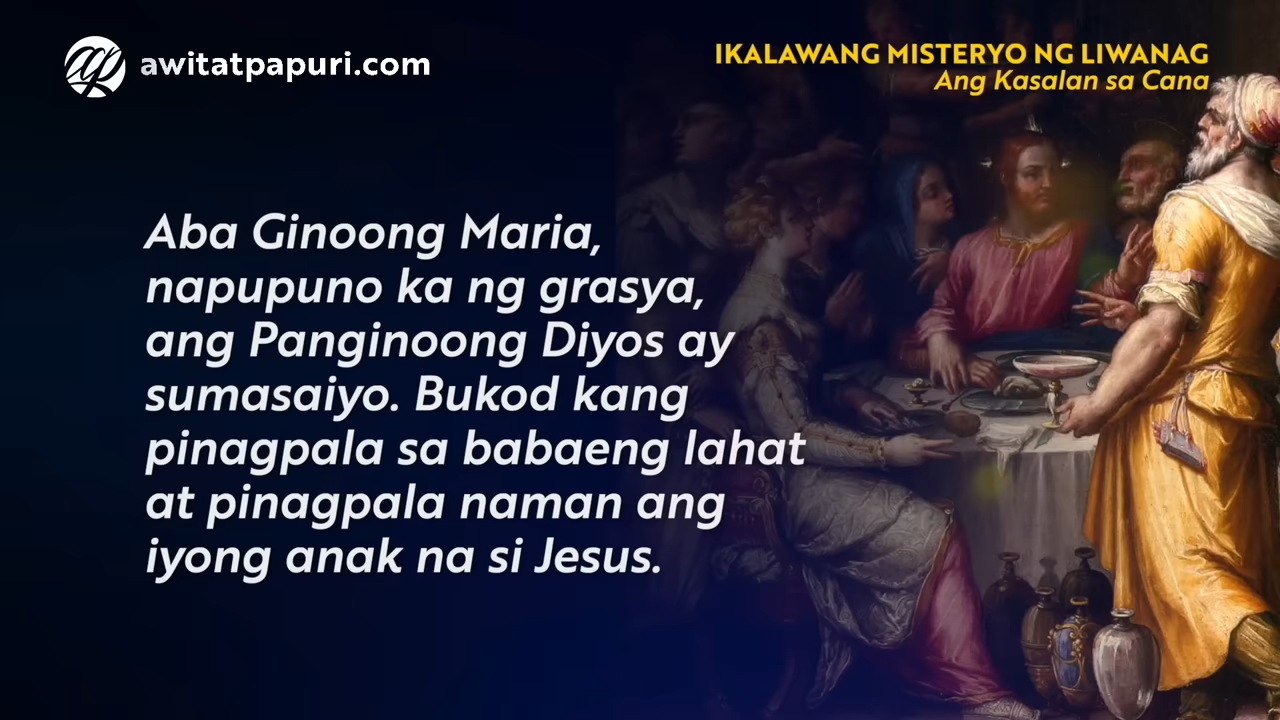 awitatpapuri.com
IKALAWANG MISTERYO NG LIWANAG
Ang Kasalan sa Cana
Aba Ginoong Maria,
napupuno ka ng grasya,
ang Panginoong Diyos ay
sumasaiyo. Bukod kang
pinagpala sa babaeng lahat
at pinagpala naman ang
iyong anak na si Jesus.